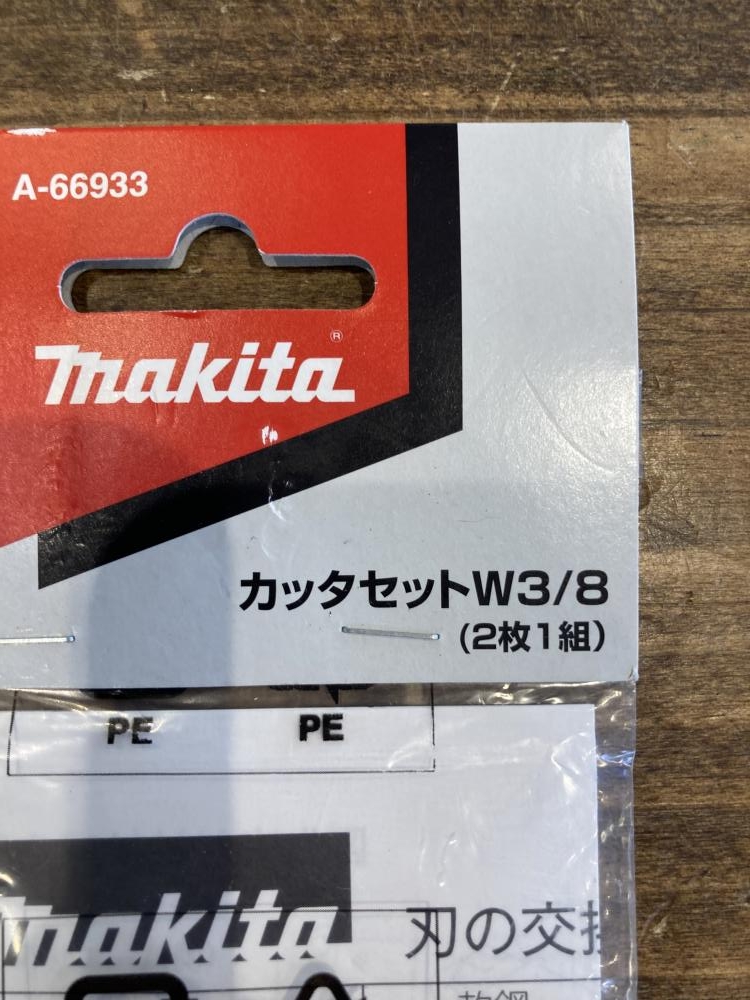 A-66933
makita®
カッタセットW3/8
(2枚1組)
PE PE
makita 刃の交換